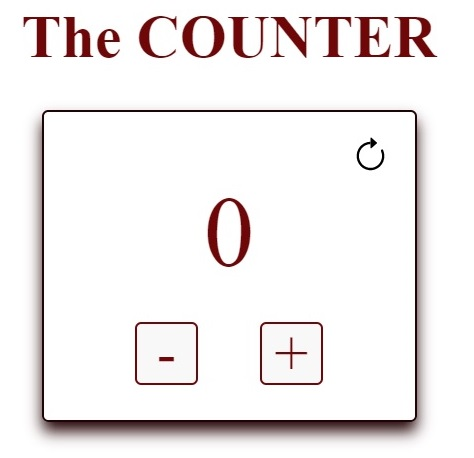 The COUNTER
0
- +